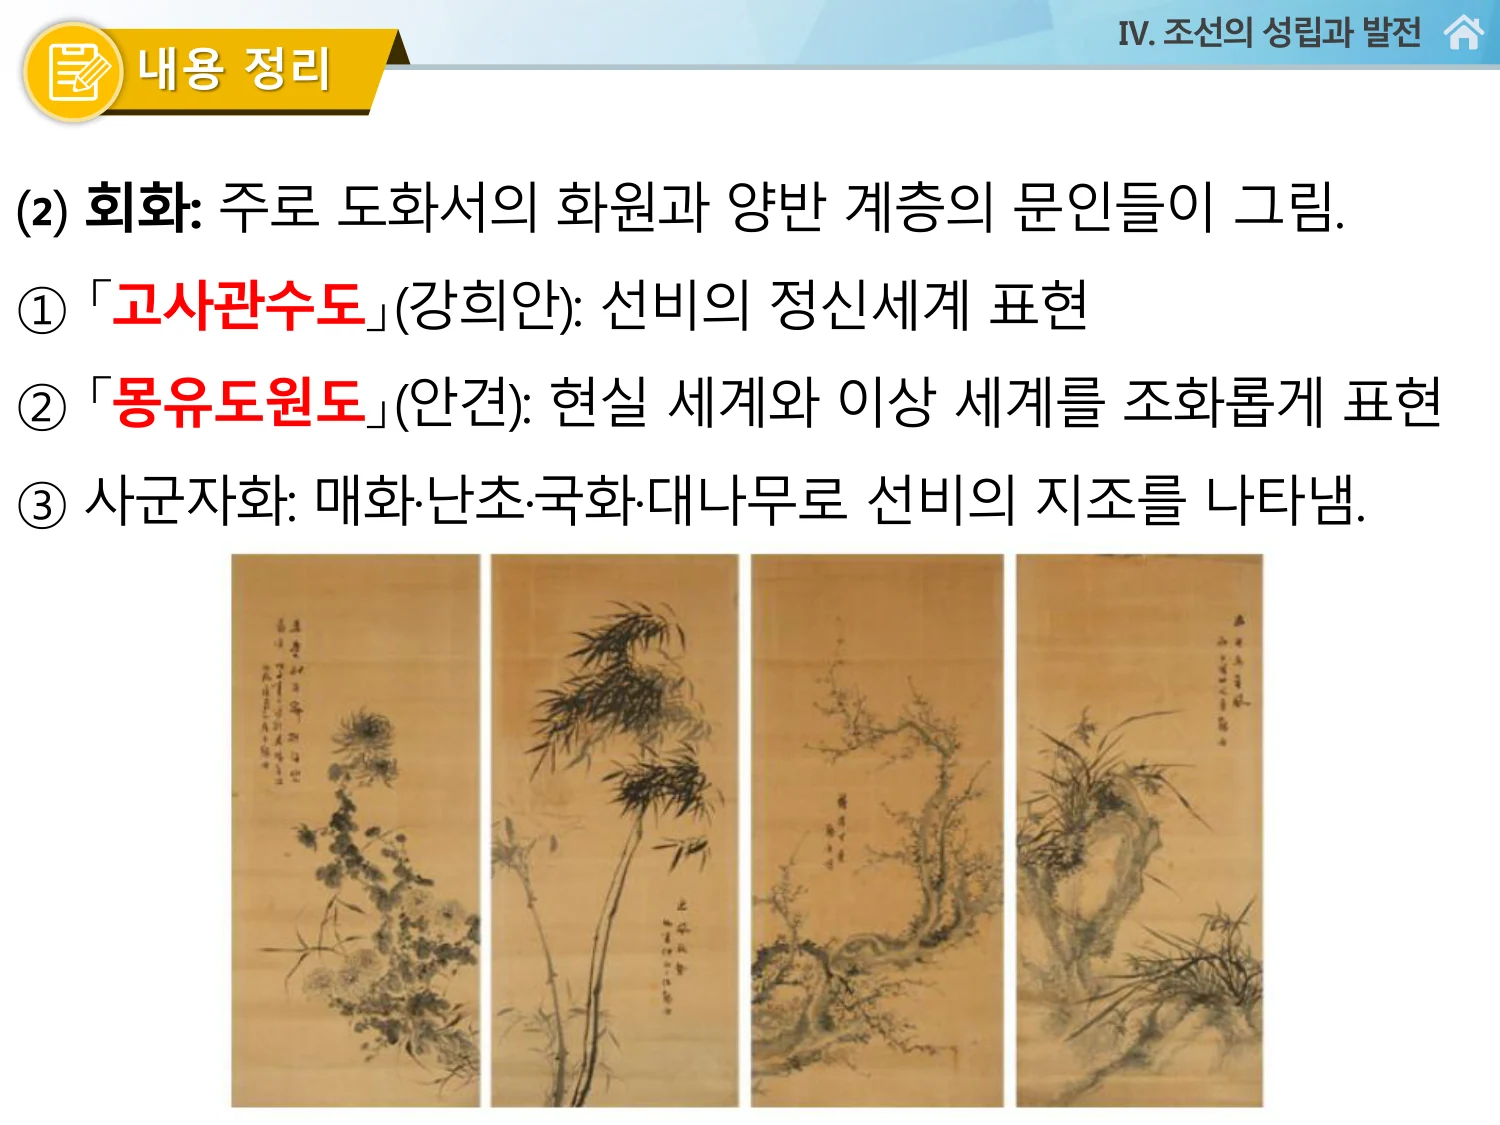 IV. 조선의 성립과 발전
내용 정리
(2) 회화: 주로 도화서의 화원과 양반 계층의 문인들이 그림.
① 「고사관수도」(강희안): 선비의 정신세계 표현
② 「몽유도원도」(안견): 현실 세계와 이상 세계를 조화롭게 표현
③ 사군자화: 매화·난초·국화·대나무로 선비의 지조를 나타냄.